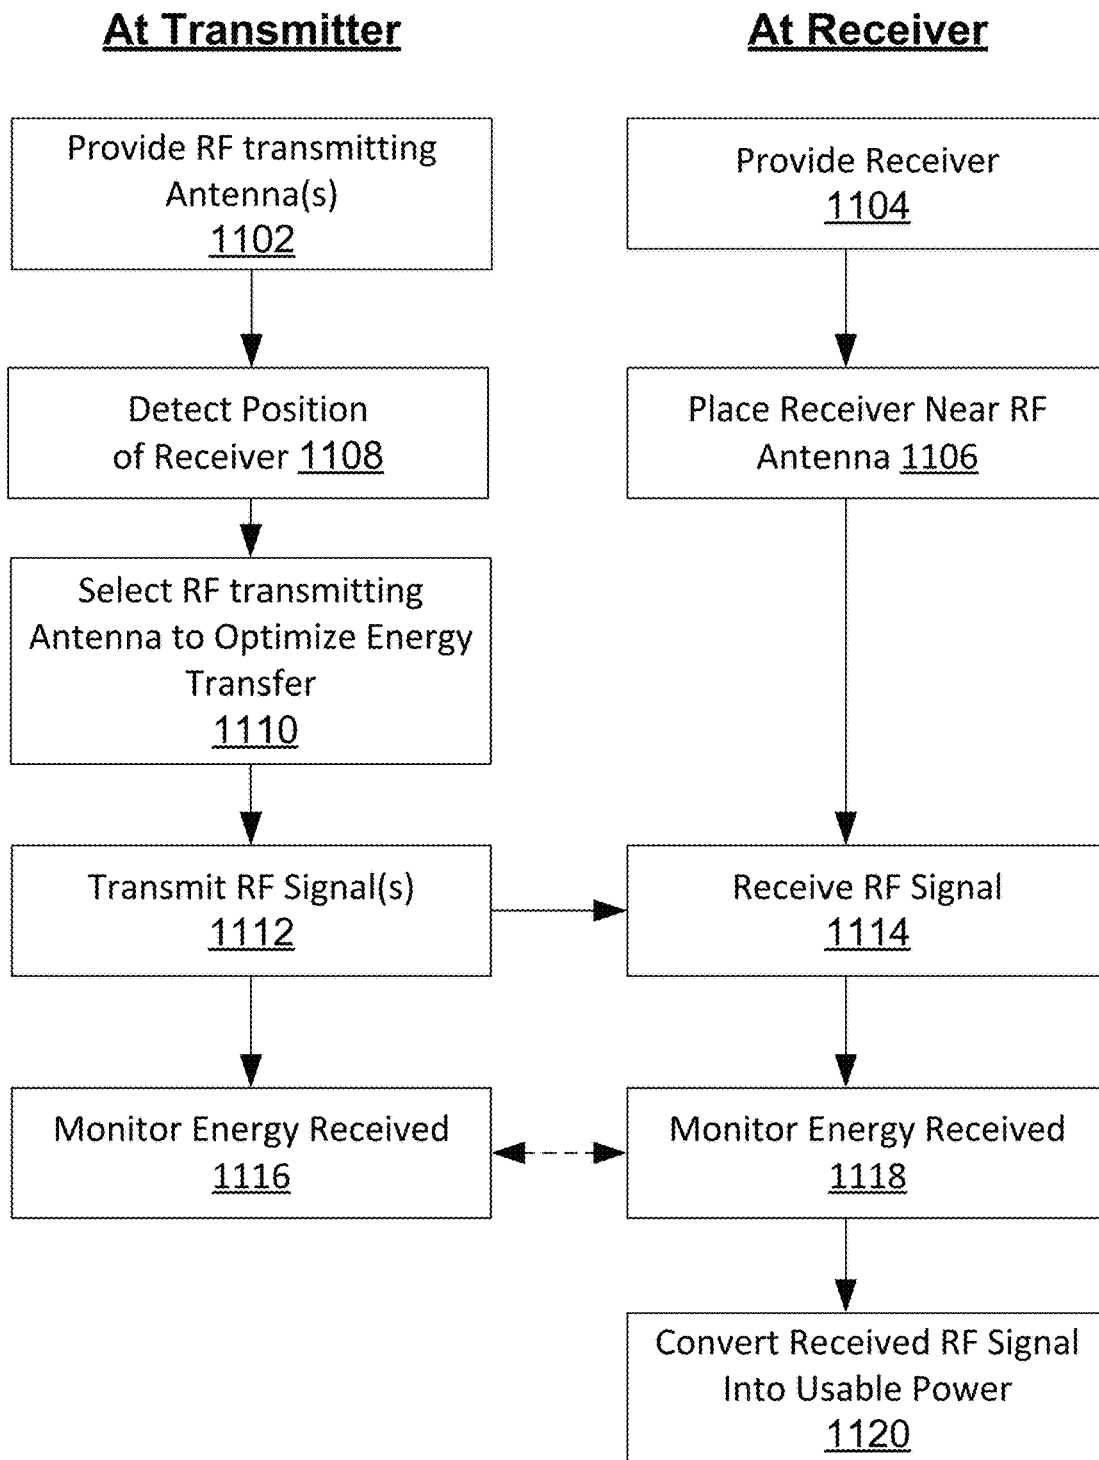 At Transmitter
Provide RF transmitting
Antenna(s)
1102
Detect Position
of Receiver 1108
Select RF transmitting
Antenna to Optimize Energy
Transfer
1110
Transmit RF Signal(s)
1112
Monitor Energy Received
1116
At Receiver
Provide Receiver
1104
Place Receiver Near RF
Antenna 1106
Receive RF Signal
1114
Monitor Energy Received
1118
Convert Received RF Signal
Into Usable Power
1120